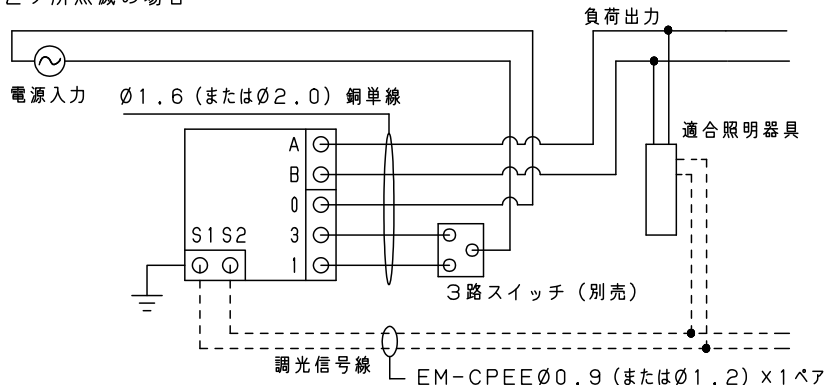 2ヶ所点滅の場合
負荷出力
電源入力
Ø1.6(またはØ2.0)銅単線
適合照明器具
A
B
0
S1 S2
3
1
3路スイッチ(別売)
調光信号線
EM-CPEEØ0.9(またはØ1.2)×1ペア